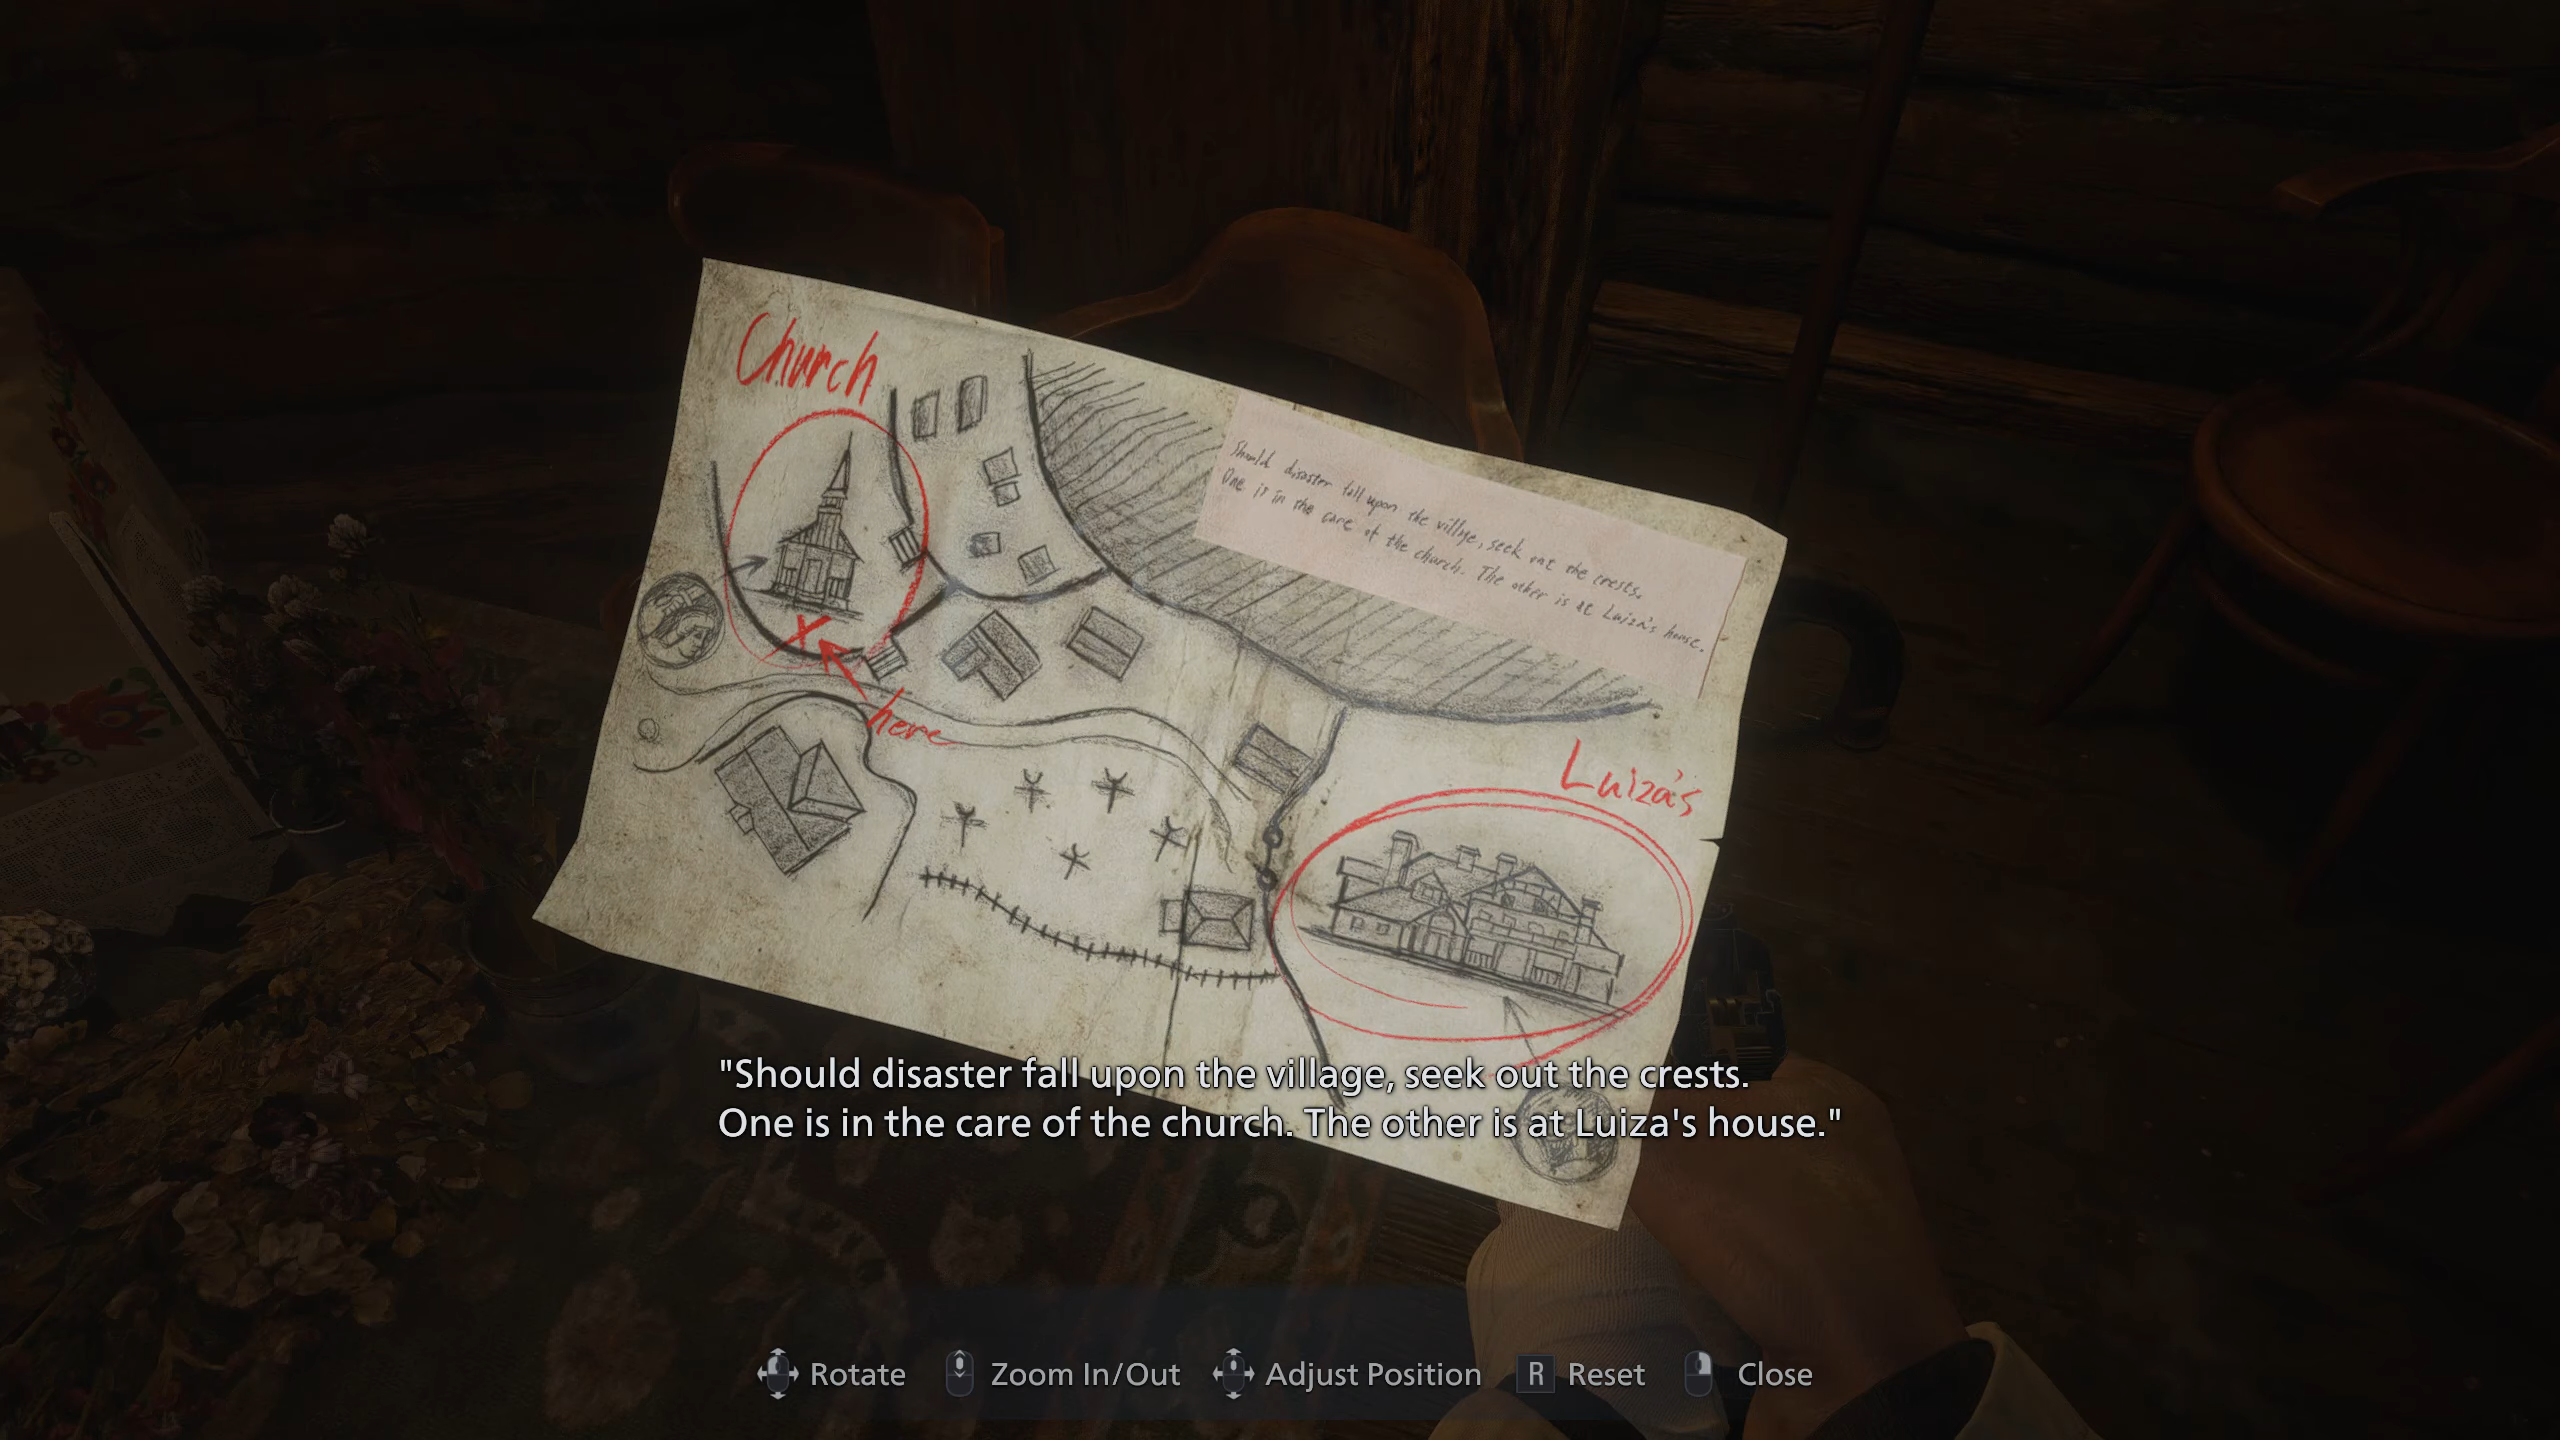 Church
Should disaster fall upon the village, seek out the crests.
One is in the care of the church. The other is at Luiza's house.
here
Luiza's
"Should disaster fall upon the village, seek out the crests.
One is in the care of the church. The other is at Luiza's house."
Rotate Zoom In/Out Adjust Position R Reset Close